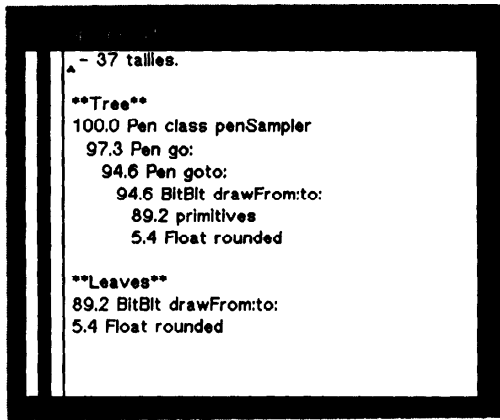 - 37 tallies.
**Tree**
100.0 Pen class penSampler
97.3 Pen go:
94.6 Pen goto:
94.6 BitBlt drawFrom:to:
89.2 primitives
5.4 Float rounded
**Leaves**
89.2 BitBlt drawFrom:to:
5.4 Float rounded